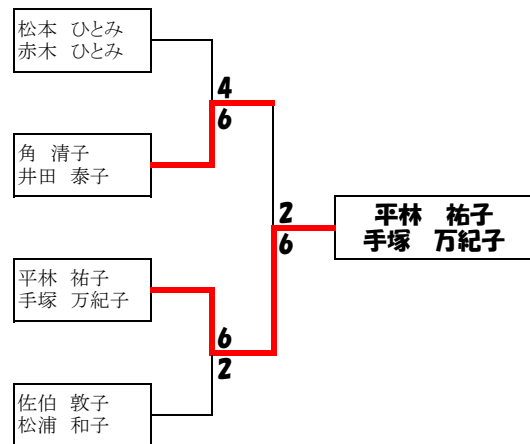 松本 ひとみ
赤木 ひとみ
4
6
角 清子
井田 泰子
2
6
平林 祐子
手塚 万紀子
平林 祐子
手塚 万紀子
6
2
佐伯 敦子
松浦 和子